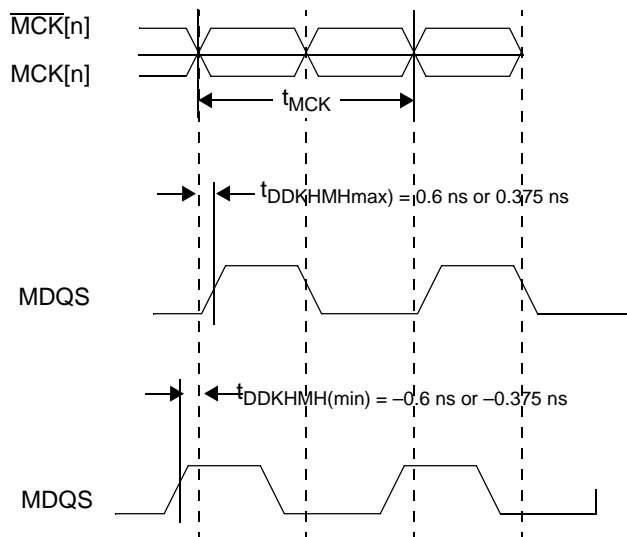 M̅C̅K̅[n]
MCK[n]
tMCK
tDDKHMHmax) = 0.6 ns or 0.375 ns
MDQS
tDDKHMH(min) = –0.6 ns or –0.375 ns
MDQS